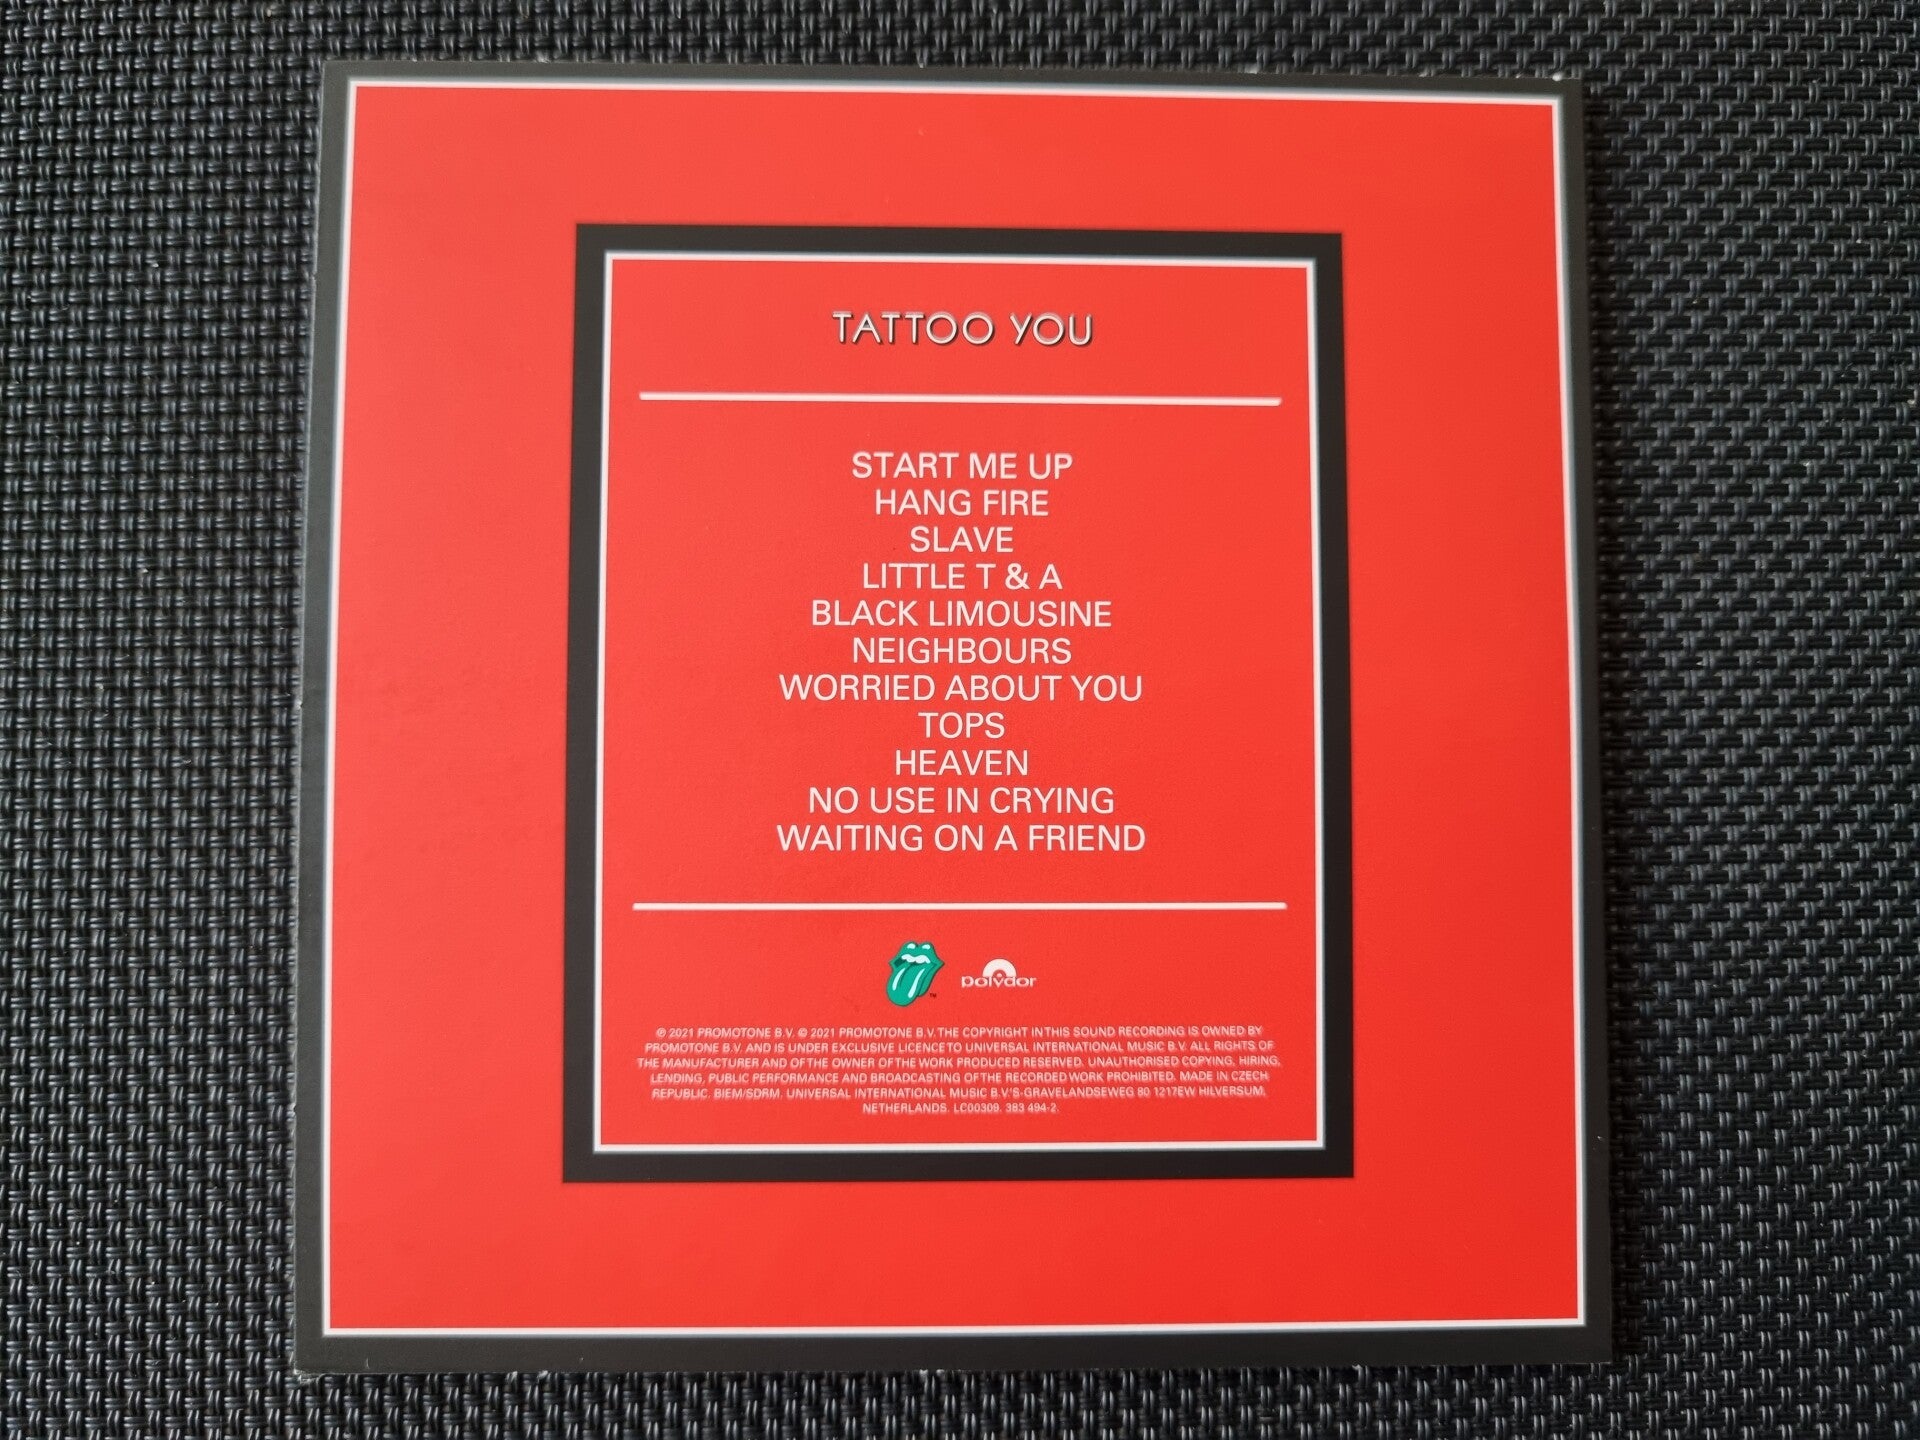 TATTOO YOU
START ME UP
HANG FIRE
SLAVE
LITTLE T & A
BLACK LIMOUSINE
NEIGHBOURS
WORRIED ABOUT YOU
TOPS
HEAVEN
NO USE IN CRYING
WAITING ON A FRIEND
TM
polydor
℗ 2021 PROMOTONE B.V. © 2021 PROMOTONE B.V. THE COPYRIGHT IN THIS SOUND RECORDING IS OWNED BY
PROMOTONE B.V. AND IS UNDER EXCLUSIVE LICENCE TO UNIVERSAL INTERNATIONAL MUSIC B.V. ALL RIGHTS OF
THE MANUFACTURER AND OF THE OWNER OF THE WORK PRODUCED RESERVED. UNAUTHORISED COPYING, HIRING,
LENDING, PUBLIC PERFORMANCE AND BROADCASTING OF THE RECORDED WORK PROHIBITED. MADE IN CZECH
REPUBLIC. BIEM/SDRM. UNIVERSAL INTERNATIONAL MUSIC B.V.'S-GRAVELANDSEWEG 80 1217EW HILVERSUM,
NETHERLANDS. LC00309. 383 494-2.